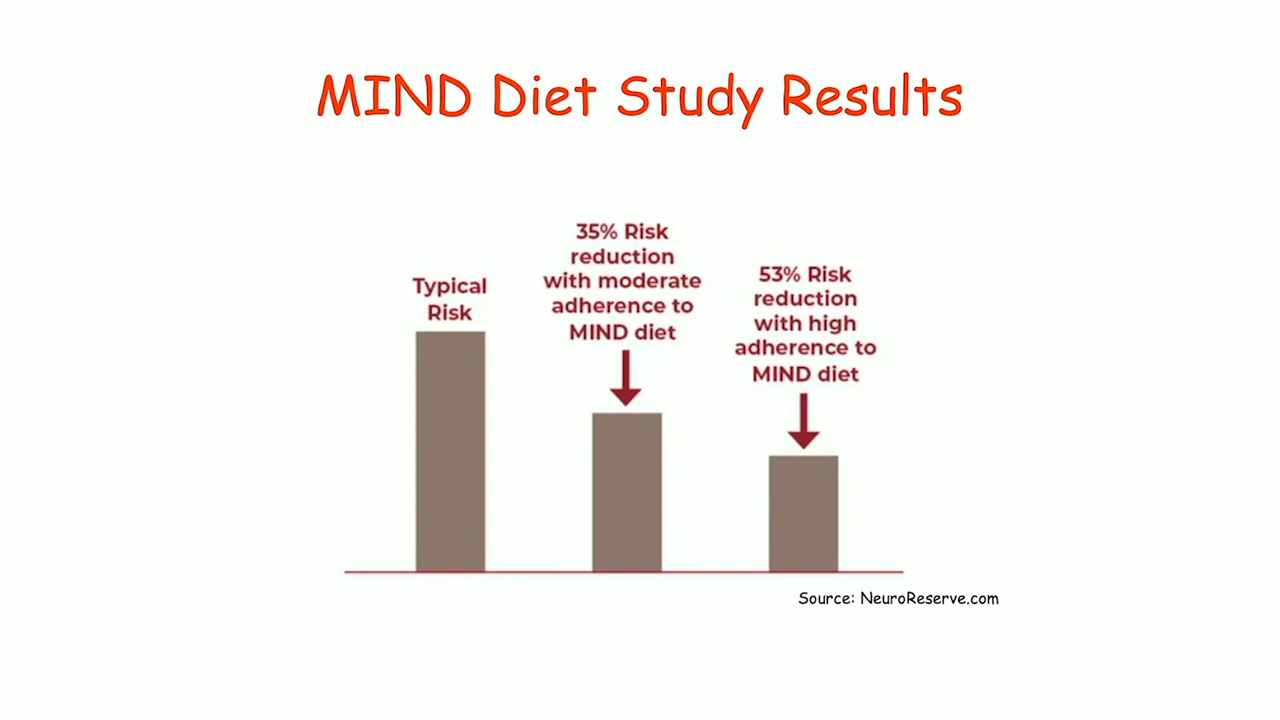 MIND Diet Study Results
Typical
Risk
35% Risk
reduction
with moderate
adherence to
MIND diet
53% Risk
reduction
with high
adherence to
MIND diet
Source: NeuroReserve.com